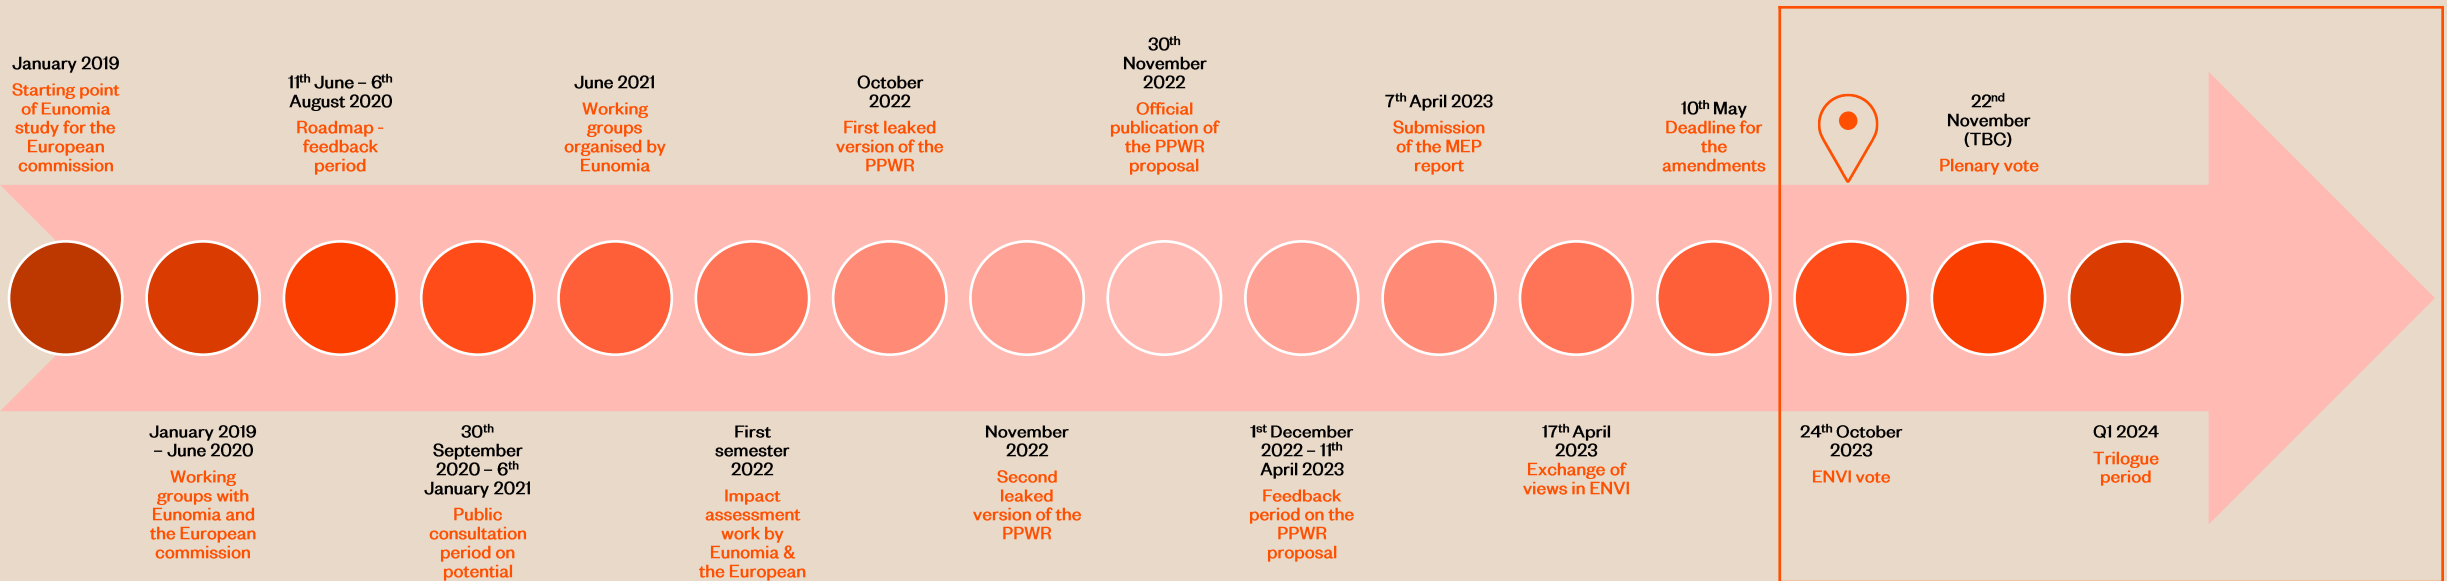 January 2019
Starting point
of Eunomia
study for the
European
commission
January 2019
– June 2020
Working
groups with
Eunomia and
the European
commission
11th June – 6th
August 2020
Roadmap -
feedback
period
30th
September
2020 – 6th
January 2021
Public
consultation
period on
potential
June 2021
Working
groups
organised by
Eunomia
First
semester
2022
Impact
assessment
work by
Eunomia &
the European
October
2022
First leaked
version of the
PPWR
November
2022
Second
leaked
version of the
PPWR
30th
November
2022
Official
publication of
the PPWR
proposal
1st December
2022 – 11th
April 2023
Feedback
period on the
PPWR
proposal
7th April 2023
Submission
of the MEP
report
17th April
2023
Exchange of
views in ENVI
10th May
Deadline for
the
amendments
24th October
2023
ENVI vote
22nd
November
(TBC)
Plenary vote
Q1 2024
Trilogue
period